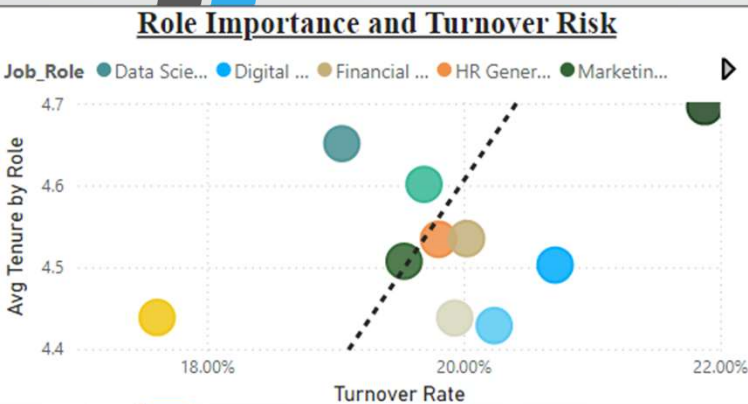 Role Importance and Turnover Risk
Job_Role Data Scie... Digital ... Financial ... HR Gener... Marketin...
Avg Tenure by Role
4.7
4.6
4.5
4.4
18.00% 20.00% 22.00%
Turnover Rate